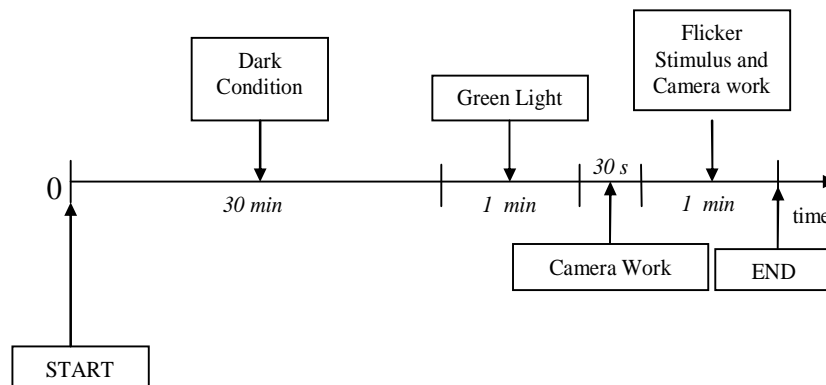 Flicker
Stimulus and
Camera work
Dark
Condition
Green Light
0
30 s
30 min
1 min
1 min
time
Camera Work
END
START